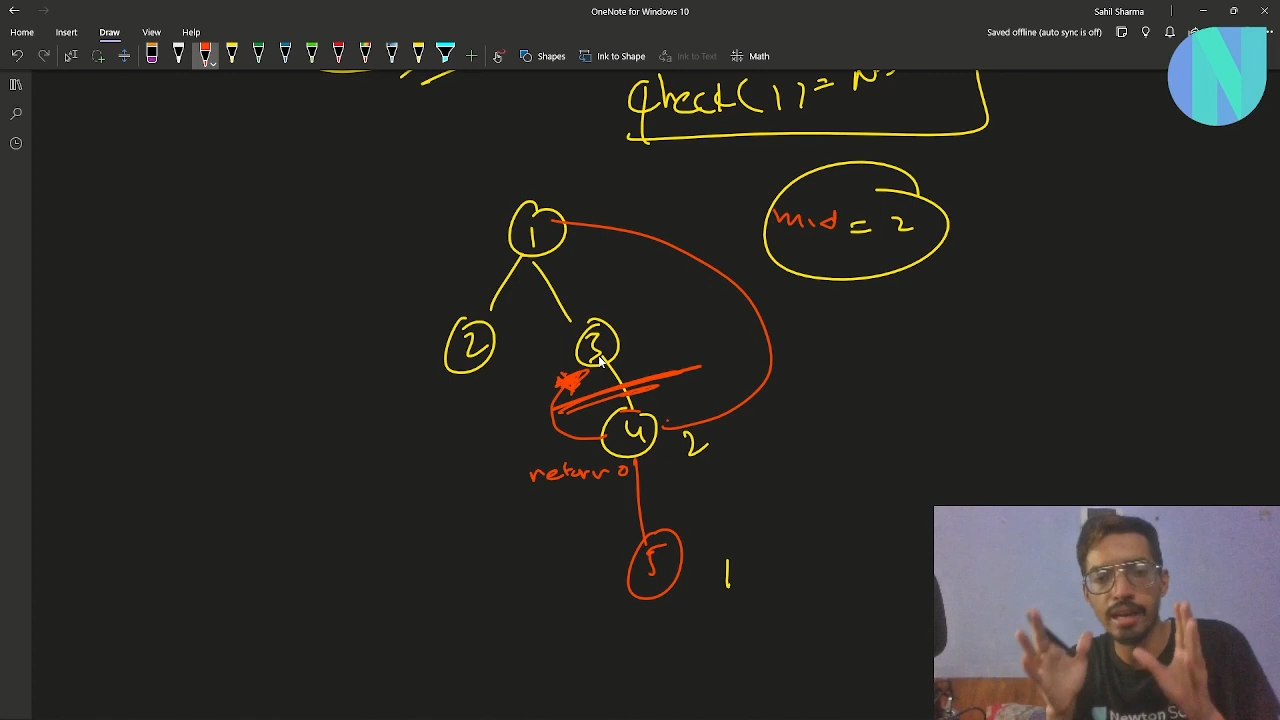 OneNote for Windows 10
Sahil Sharma
Home Insert Draw View Help
Saved offline (auto sync is off)
Shapes Ink to Shape Ink to Text Math
check(1) =
mid = 2
1
2
3
4 2
return 0
5 1
N
Newton Sc